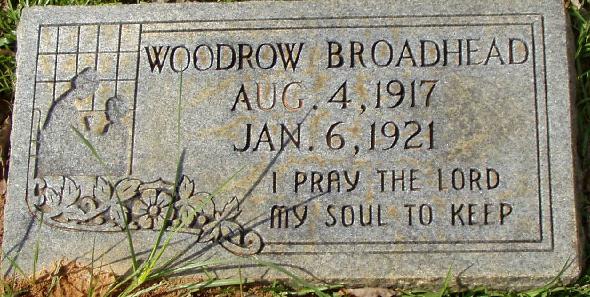 WOODROW BROADHEAD
AUG. 4, 1917
JAN. 6, 1921
I PRAY THE LORD
MY SOUL TO KEEP